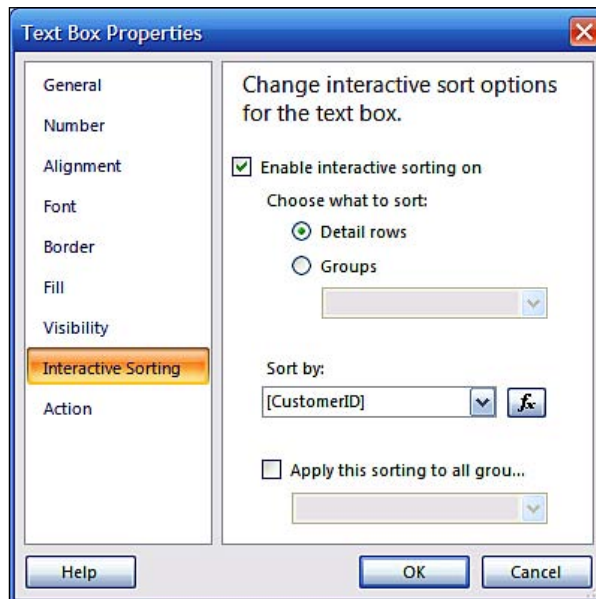 Text Box Properties
General
Number
Alignment
Font
Border
Fill
Visibility
Interactive Sorting
Action
Change interactive sort options
for the text box.
Enable interactive sorting on
Choose what to sort:
Detail rows
Groups
Sort by:
[CustomerID]
fx
Apply this sorting to all grou...
Help
OK
Cancel